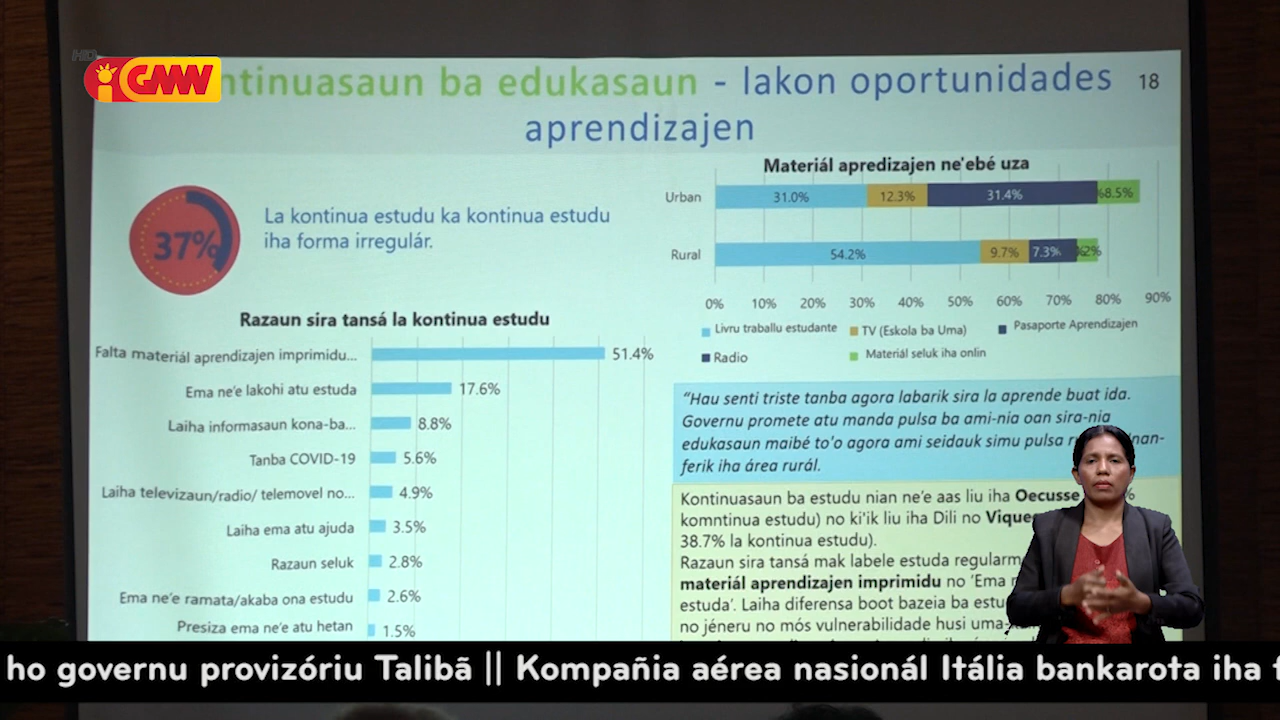 HD
GMN
ntinuasaun ba edukasaun - lakon oportunidades
aprendizajen
18
37%
La kontinua estudu ka kontinua estudu
iha forma irregulár.
Razaun sira tansá la kontinua estudu
Falta materiál aprendizajen imprimidu... 51.4%
Ema ne'e lakohi atu estuda 17.6%
Laiha informasaun kona-ba... 8.8%
Tanba COVID-19 5.6%
Laiha televizaun/radio/ telemovel no... 4.9%
Laiha ema atu ajuda 3.5%
Razaun seluk 2.8%
Ema ne'e ramata/akaba ona estudu 2.6%
Presiza ema ne'e atu hetan 1.5%
Materiál apredizajen ne'ebé uza
Urban 31.0% 12.3% 31.4% 8.5%
Rural 54.2% 9.7% 7.3%
0% 10% 20% 30% 40% 50% 60% 70% 80% 90%
Livru traballu estudante TV (Eskola ba Uma) Pasaporte Aprendizajen
Radio Materiál seluk iha onlin
"Hau senti triste tanba agora labarik sira la aprende buat ida.
Governu promete atu manda pulsa ba ami-nia oan sira-nia
edukasaun maibé to'o agora ami seidauk simu pulsa
ferik iha área rurál.
Kontinuasaun ba estudu nian ne'e aas liu iha Oecusse
komntinua estudu) no ki'ik liu iha Dili no
38.7% la kontinua estudu).
Razaun sira tansá mak labele estuda
materiál aprendizajen imprimidu no 'Ema
estuda'. Laiha diferensa boot bazeia ba
no jéneru no mós vulnerabilidade husi
ho governu provizóriu Talibã || Kompañia aérea nasionál Itália bankarota iha